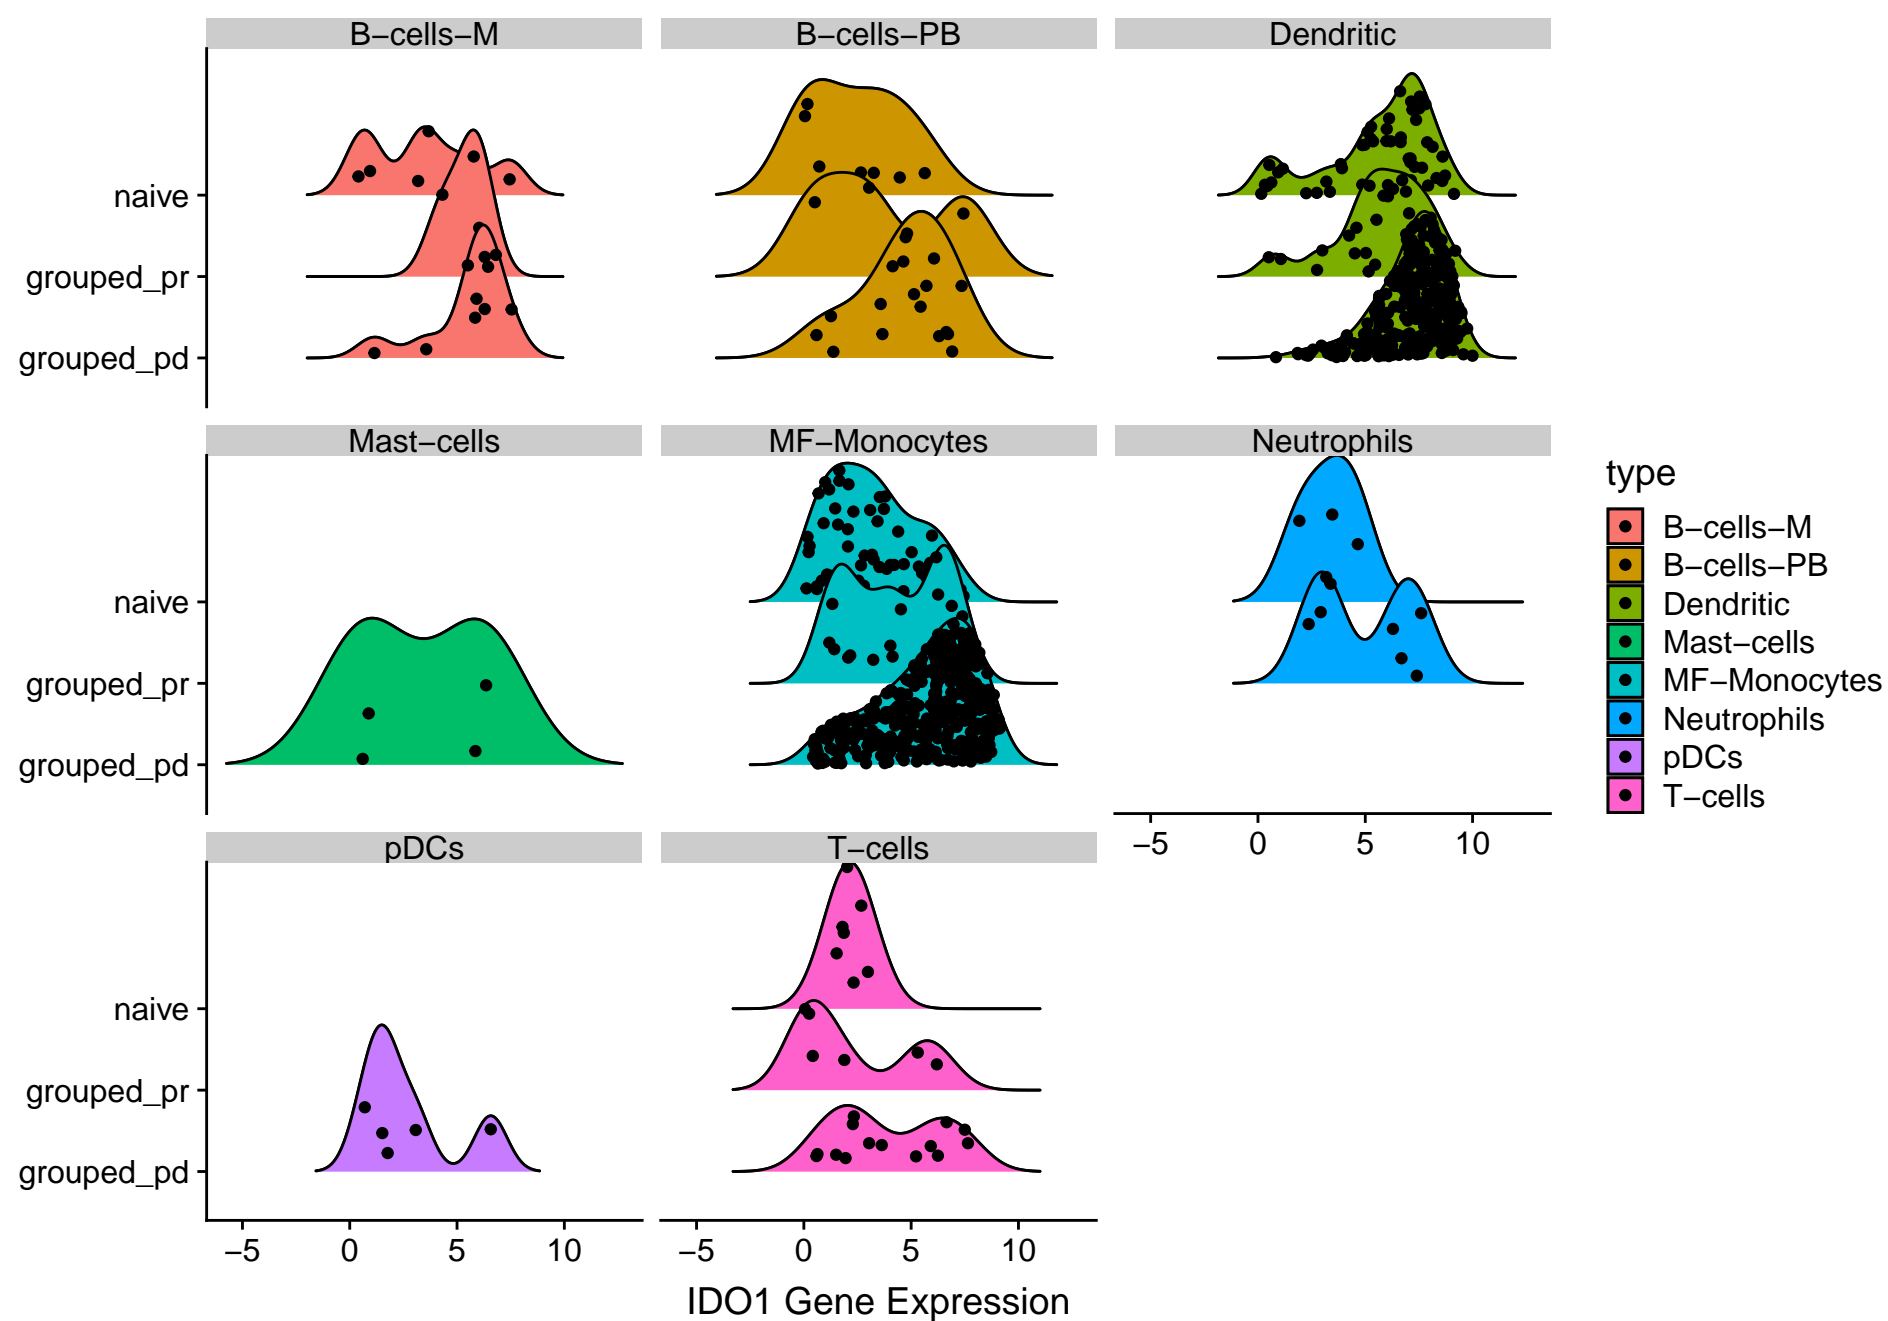 B−cells−M
B−cells−PB
Dendritic
naive
grouped_pr
grouped_pd
Mast−cells
MF−Monocytes
Neutrophils
naive
grouped_pr
grouped_pd
−5 0 5 10
type
B−cells−M
B−cells−PB
Dendritic
Mast−cells
MF−Monocytes
Neutrophils
pDCs
T−cells
pDCs
T−cells
naive
grouped_pr
grouped_pd
−5 0 5 10
−5 0 5 10
IDO1 Gene Expression